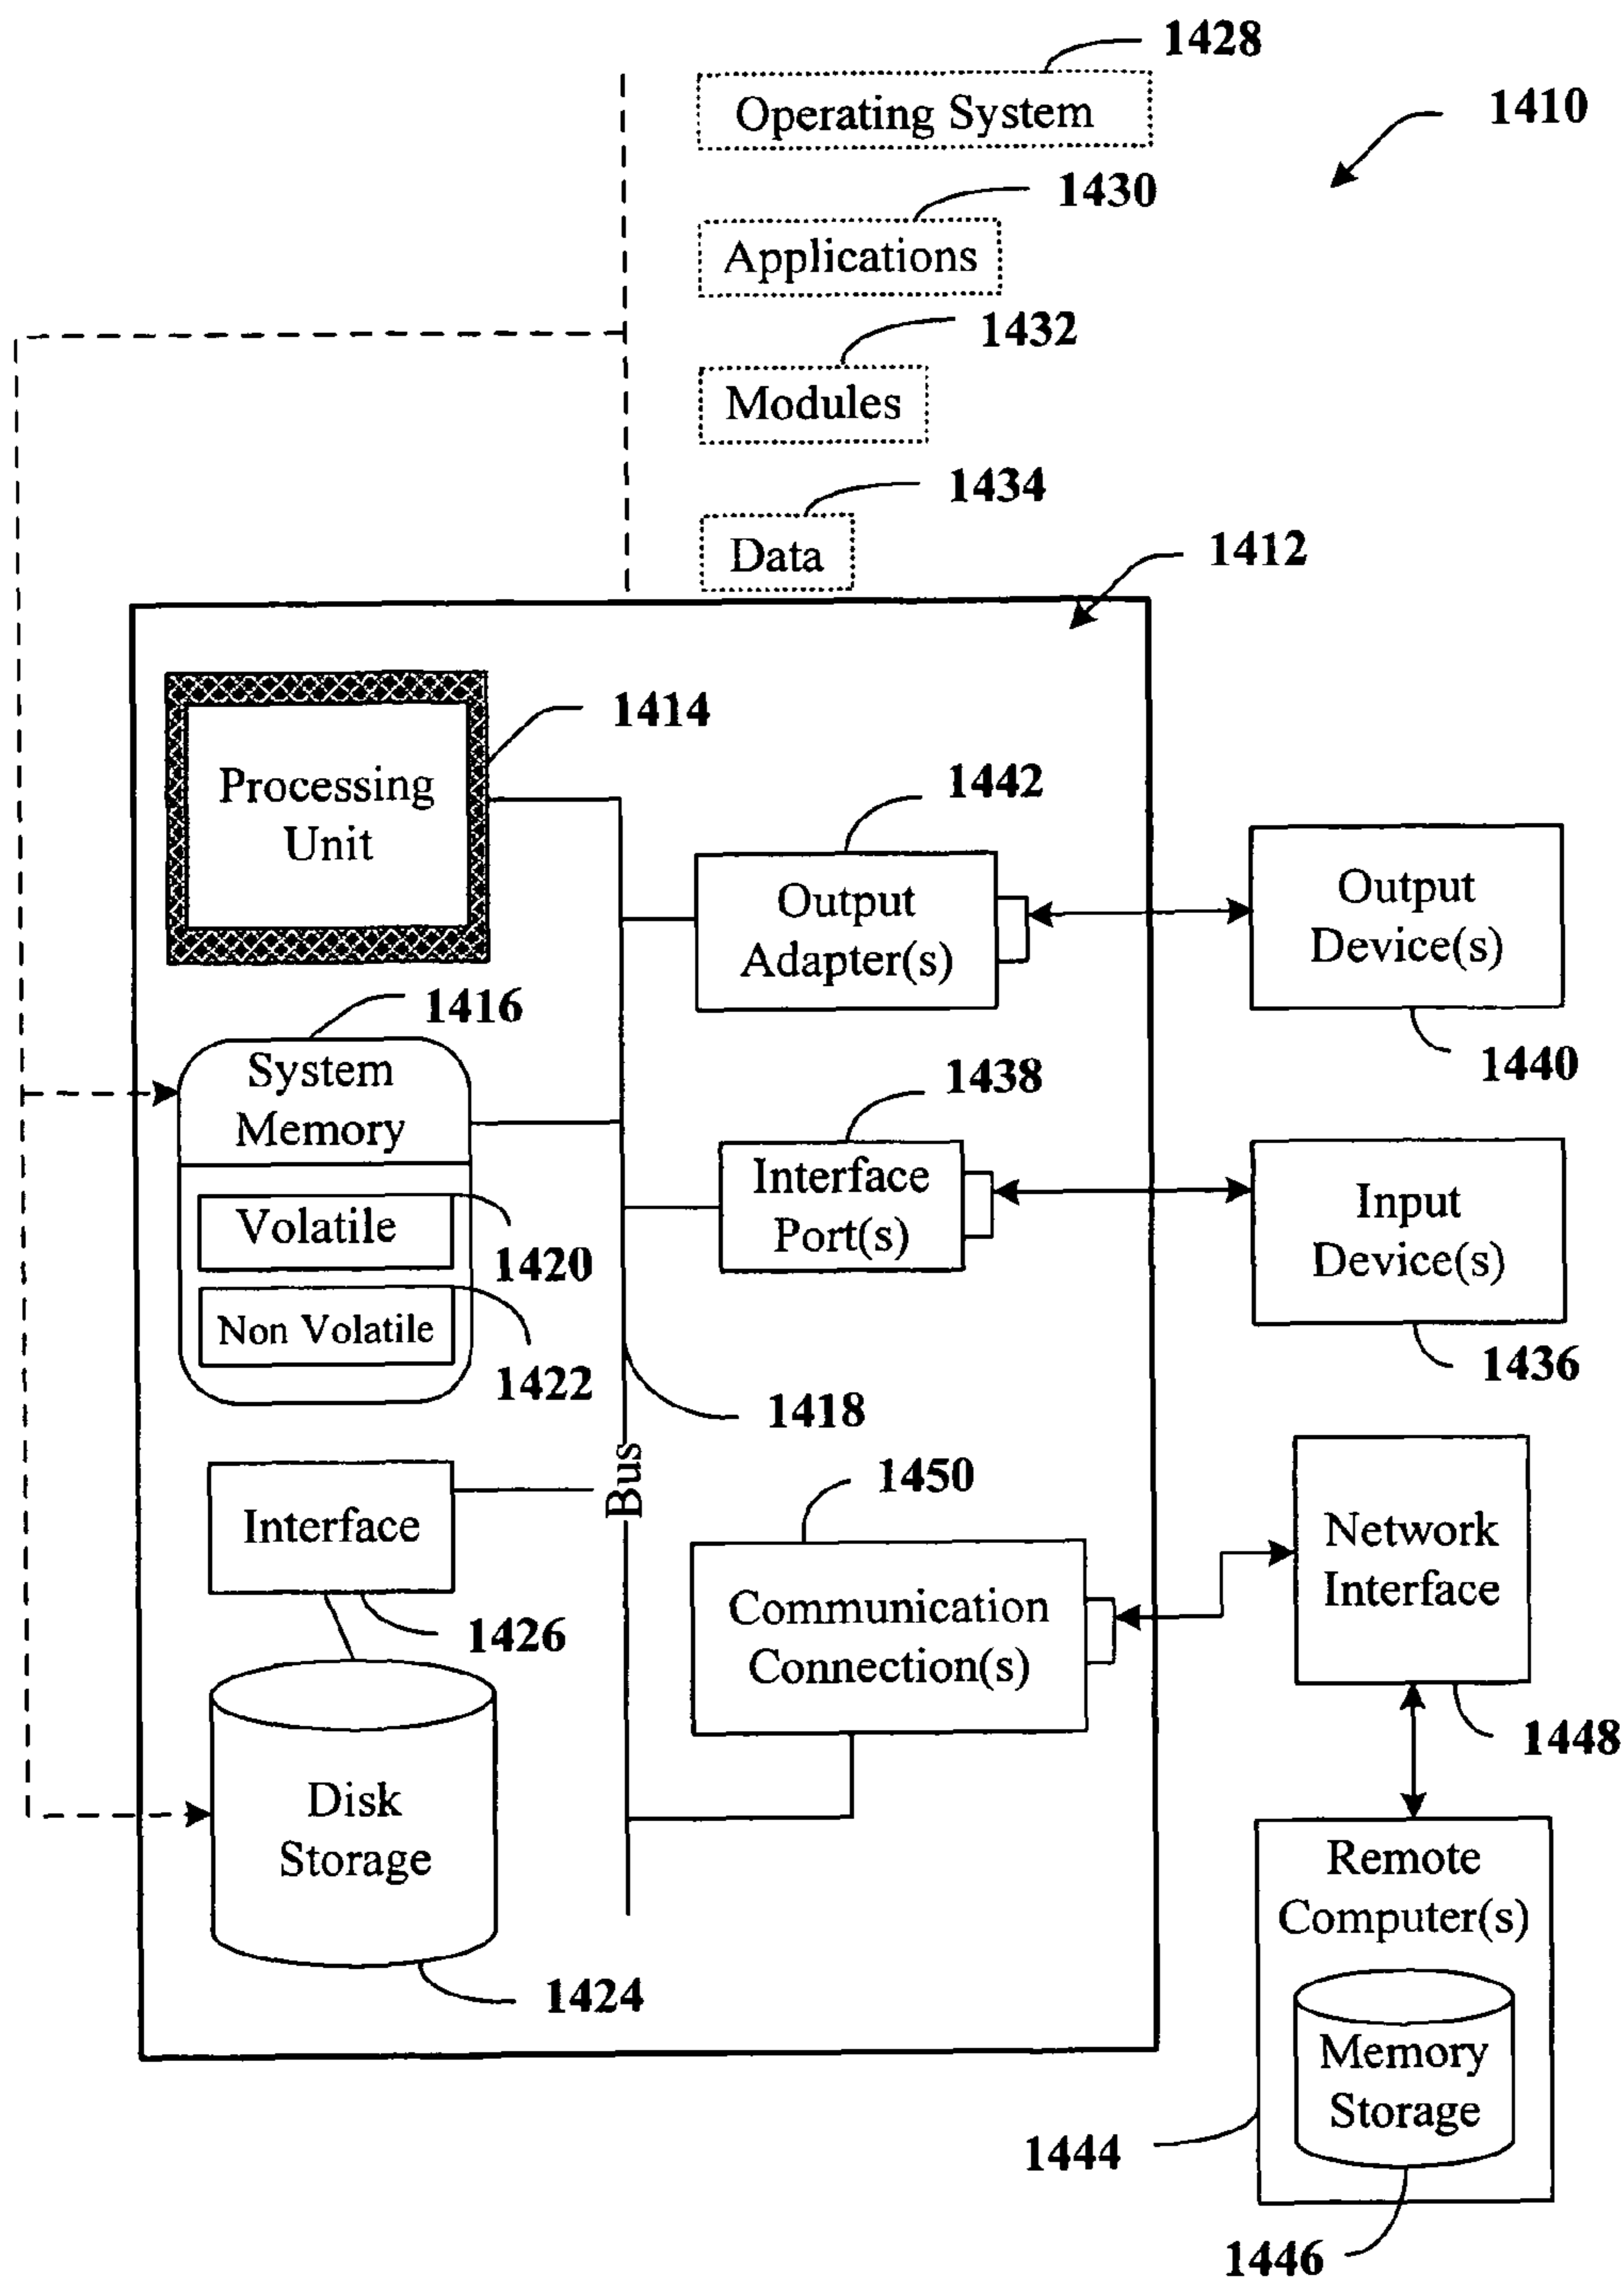 1428
Operating System
1410
1430
Applications
1432
Modules
1434
Data
1412
1414
Processing
Unit
1442
Output
Adapter(s)
Output
Device(s)
1440
1416
System
Memory
1438
Interface
Port(s)
Input
Device(s)
1436
Volatile
1420
Non Volatile
1422
1418
Bus
1450
Interface
1426
Communication
Connection(s)
Network
Interface
1448
Disk
Storage
1424
Remote
Computer(s)
Memory
Storage
1444
1446